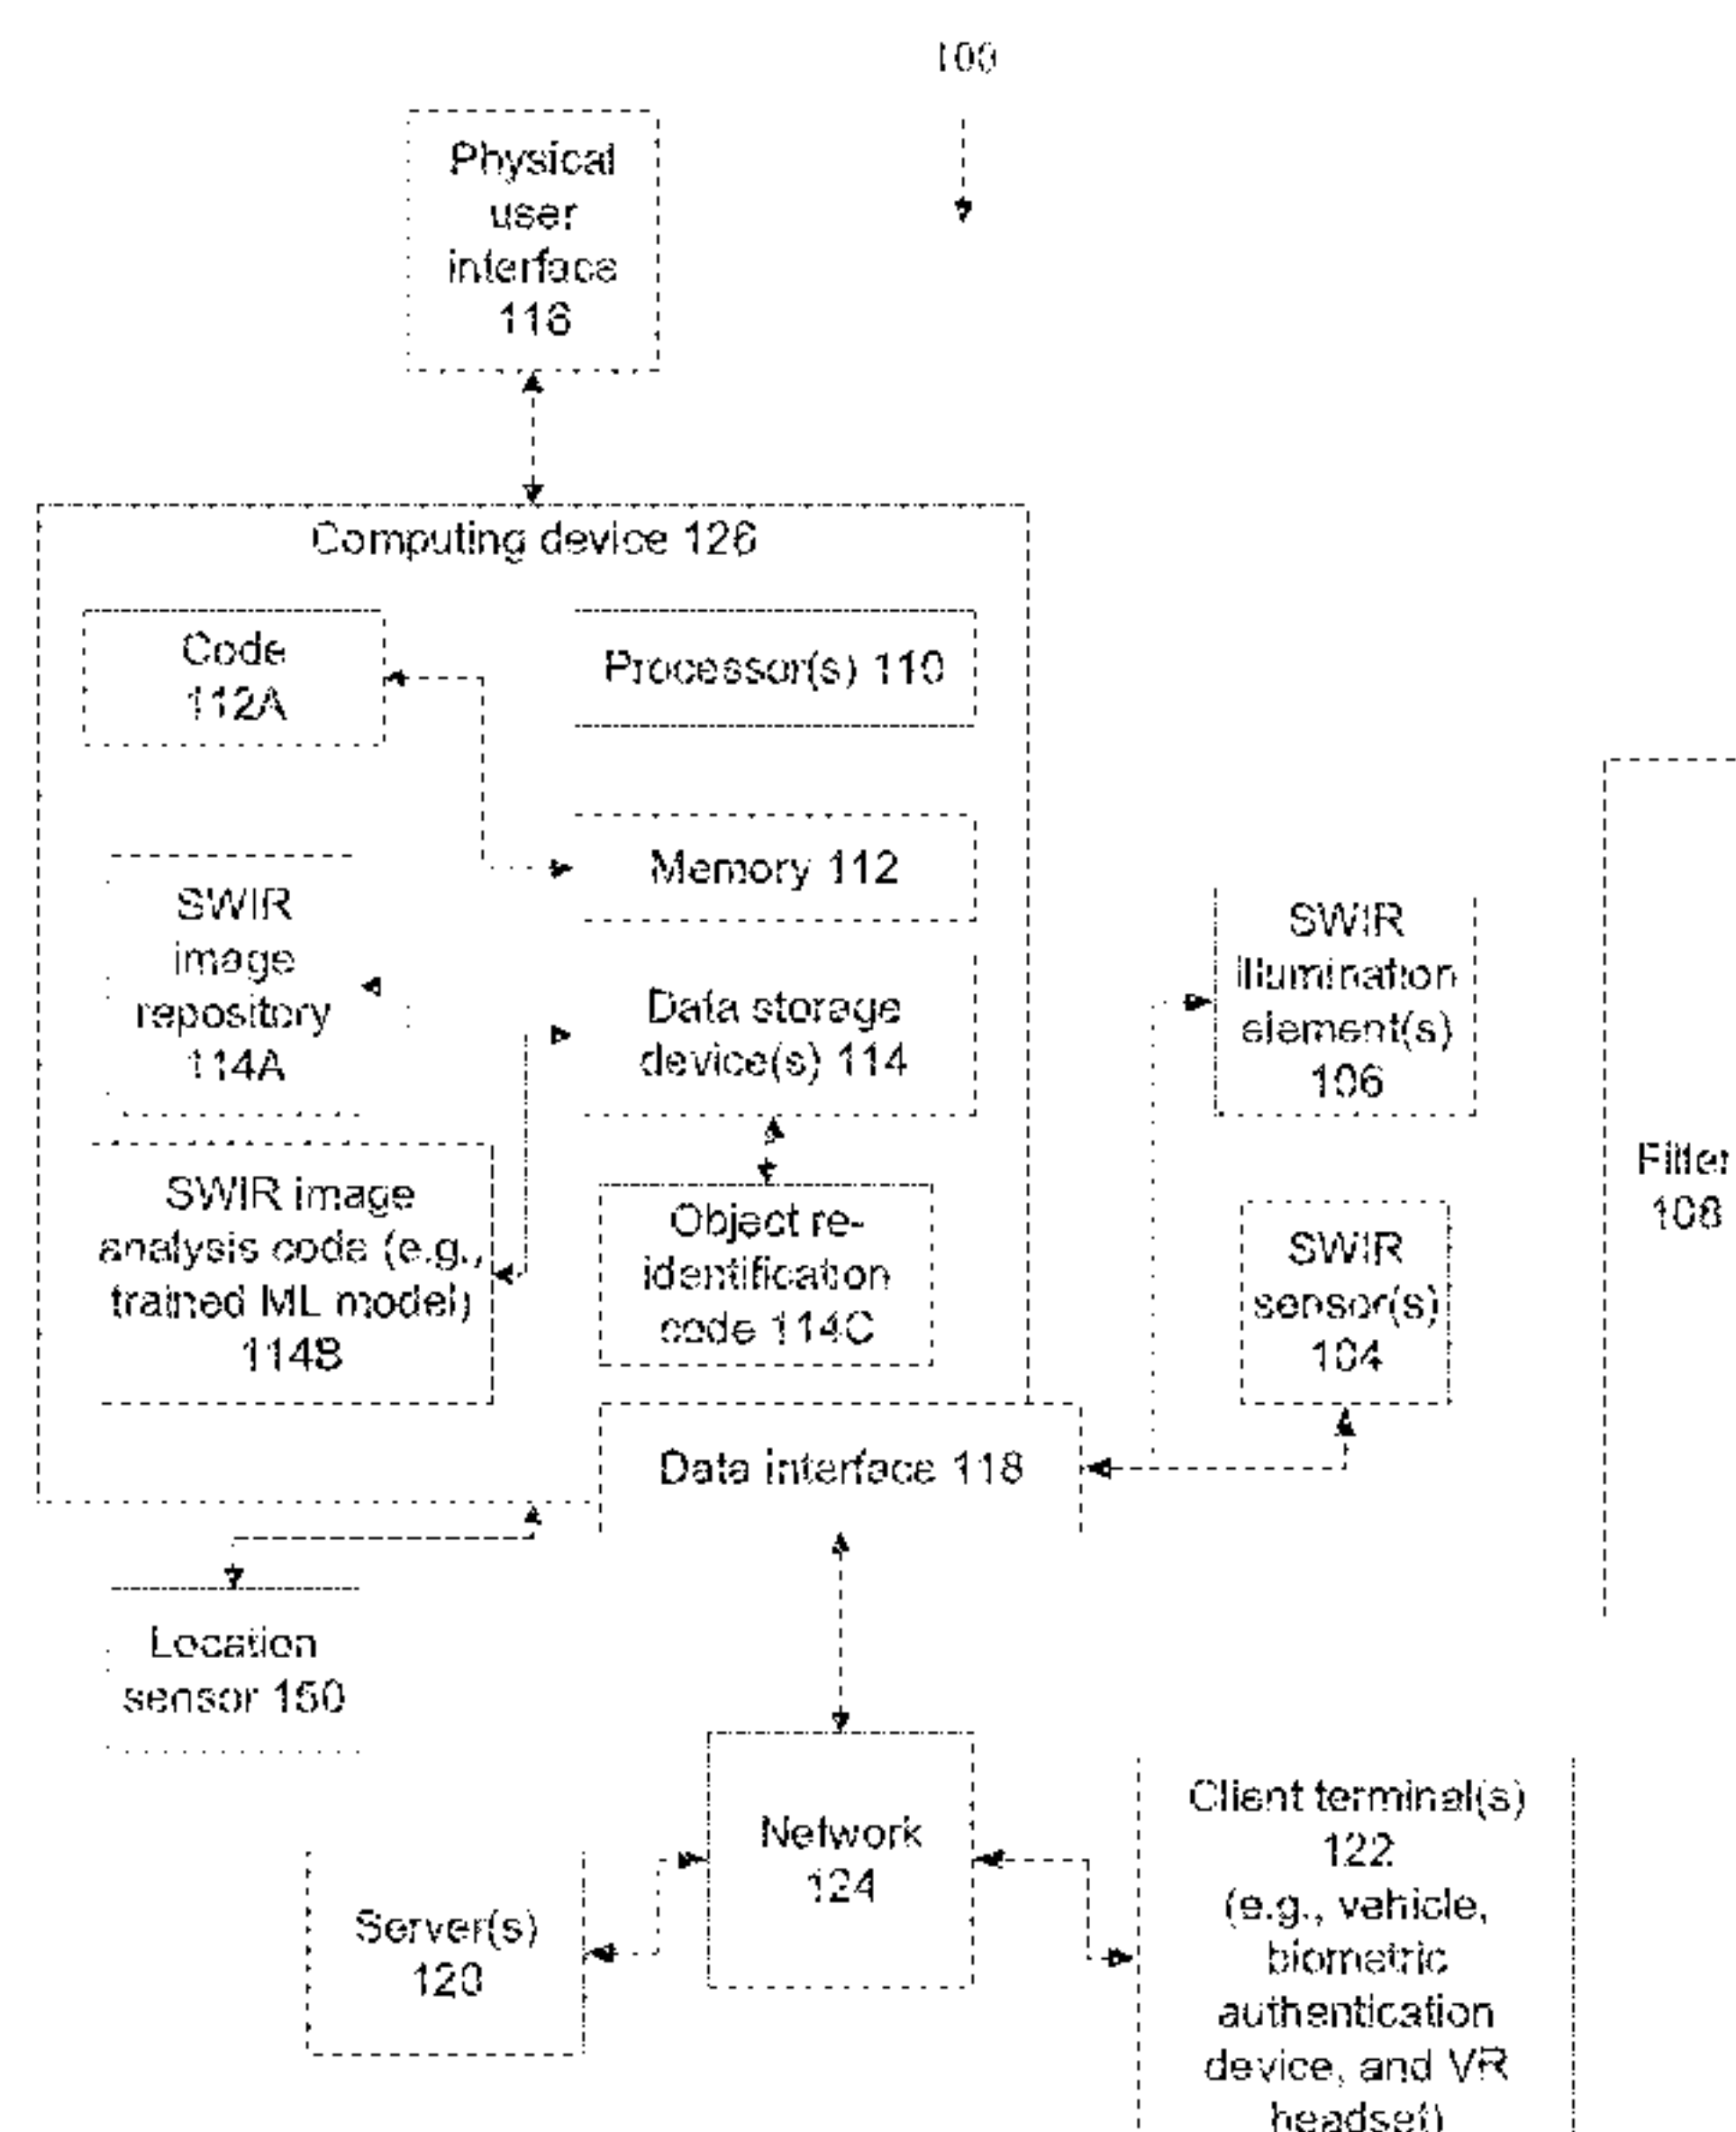 100
Physical
user
interface
116
Computing device 126
Code
112A
Processor(s) 110
Memory 112
SWIR
image
repository
114A
Data storage
device(s) 114
SWIR image
analysis code (e.g.,
trained ML model)
114B
Object re-
identification
code 114C
Data interface 118
SWIR
illumination
element(s)
106
SWIR
sensor(s)
104
Filter
108
Location
sensor 150
Network
124
Server(s)
120
Client terminal(s)
122
(e.g., vehicle,
biometric
authentication
device, and VR
headset)